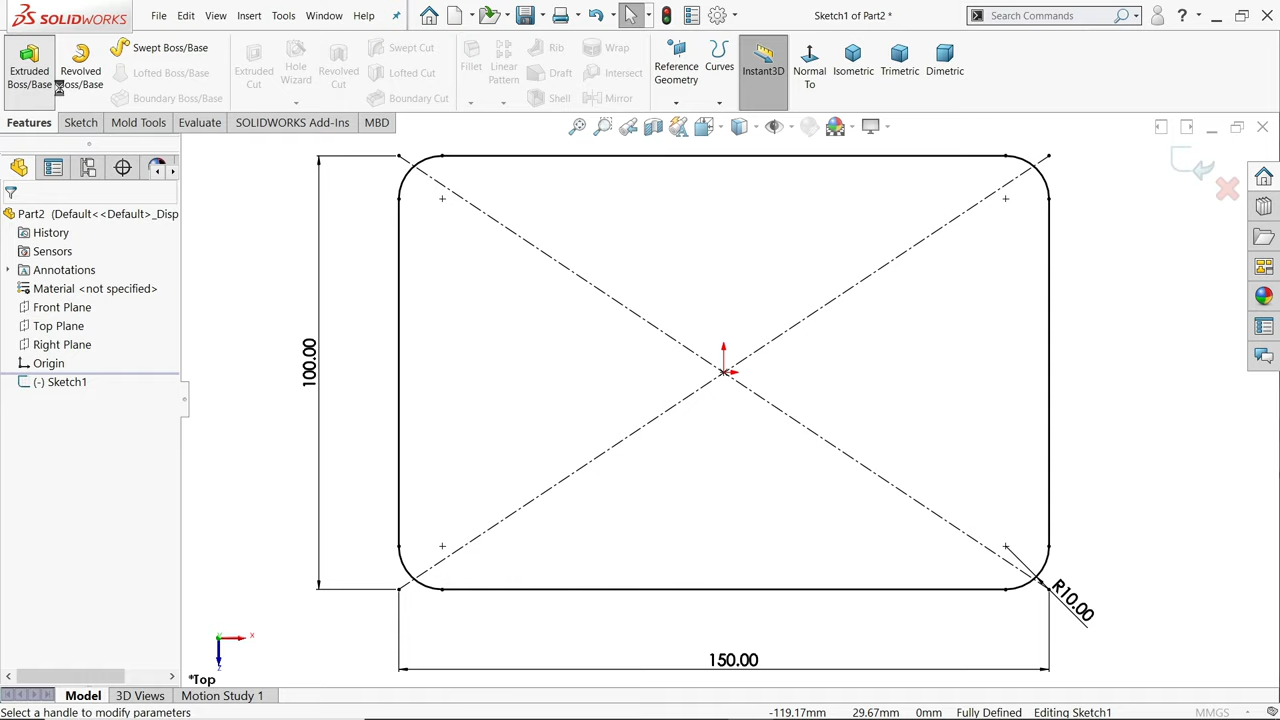 SOLIDWORKS
File Edit View Insert Tools Window Help
Sketch1 of Part2 *
Search Commands
?
Extruded Boss/Base
Revolved Boss/Base
Swept Boss/Base
Lofted Boss/Base
Boundary Boss/Base
Extruded Cut
Hole Wizard
Revolved Cut
Swept Cut
Lofted Cut
Boundary Cut
Fillet
Linear Pattern
Rib
Draft
Shell
Wrap
Intersect
Mirror
Reference Geometry
Curves
Instant3D
Normal To
Isometric
Trimetric
Dimetric
Features Sketch Mold Tools Evaluate SOLIDWORKS Add-Ins MBD
Part2 (Default<<Default>_Disp
History
Sensors
Annotations
Material <not specified>
Front Plane
Top Plane
Right Plane
Origin
(-) Sketch1
100.00
R10.00
150.00
Y
X
Z
*Top
Model 3D Views Motion Study 1
Select a handle to modify parameters
-119.17mm 29.67mm 0mm Fully Defined Editing Sketch1 MMGS